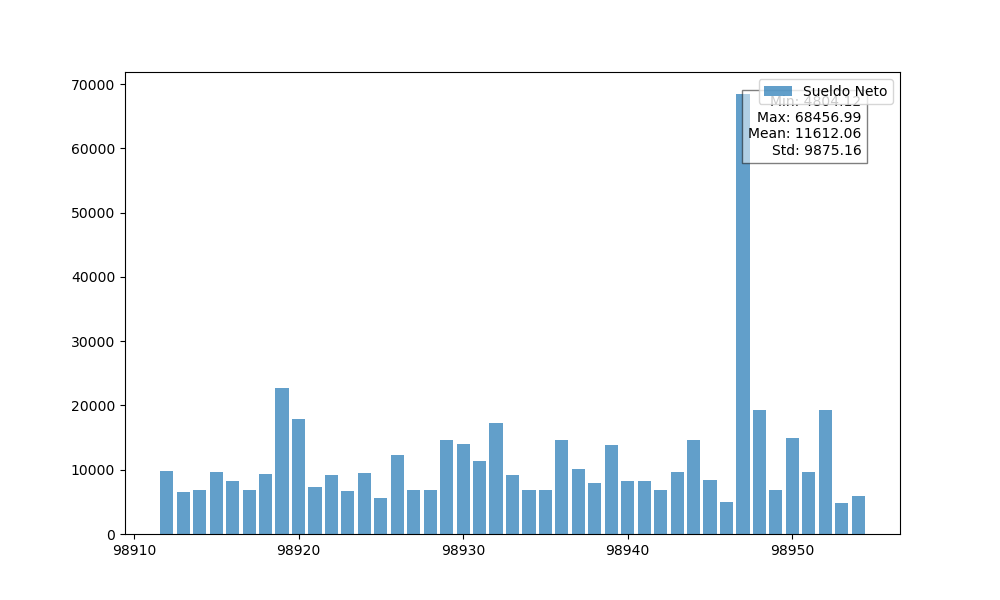 Sueldo Neto
Min: 4804.12
Max: 68456.99
Mean: 11612.06
Std: 9875.16
70000
60000
50000
40000
30000
20000
10000
0
98910 98920 98930 98940 98950